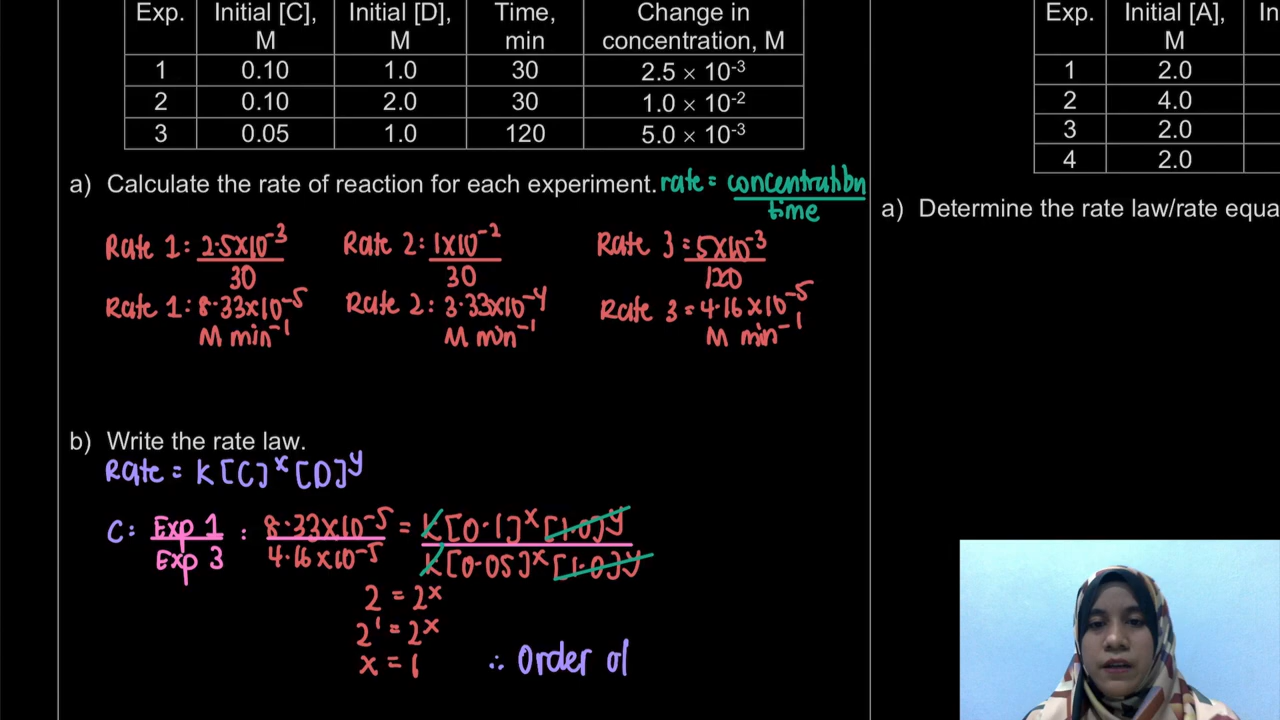 Exp. Initial [C], M Initial [D], M Time, min Change in concentration, M
1 0.10 1.0 30 2.5 × 10⁻³
2 0.10 2.0 30 1.0 × 10⁻²
3 0.05 1.0 120 5.0 × 10⁻³
a) Calculate the rate of reaction for each experiment. rate = concentration / time
Rate 1: 2.5x10⁻³ / 30
Rate 2: 1x10⁻² / 30
Rate 3 = 5x10⁻³ / 120
Rate 1: 8.33x10⁻⁵ M min⁻¹
Rate 2: 3.33x10⁻⁴ M min⁻¹
Rate 3 = 4.16x10⁻⁵ M min⁻¹
b) Write the rate law.
Rate = K[C]ˣ[D]ʸ
C: Exp 1 / Exp 3 : 8.33x10⁻⁵ / 4.16x10⁻⁵ = K[0.1]ˣ[1.0]ʸ / K[0.05]ˣ[1.0]ʸ
2 = 2ˣ
2¹ = 2ˣ
x = 1 ∴ Order of
Exp. Initial [A], M In
1 2.0
2 4.0
3 2.0
4 2.0
a) Determine the rate law/rate equa